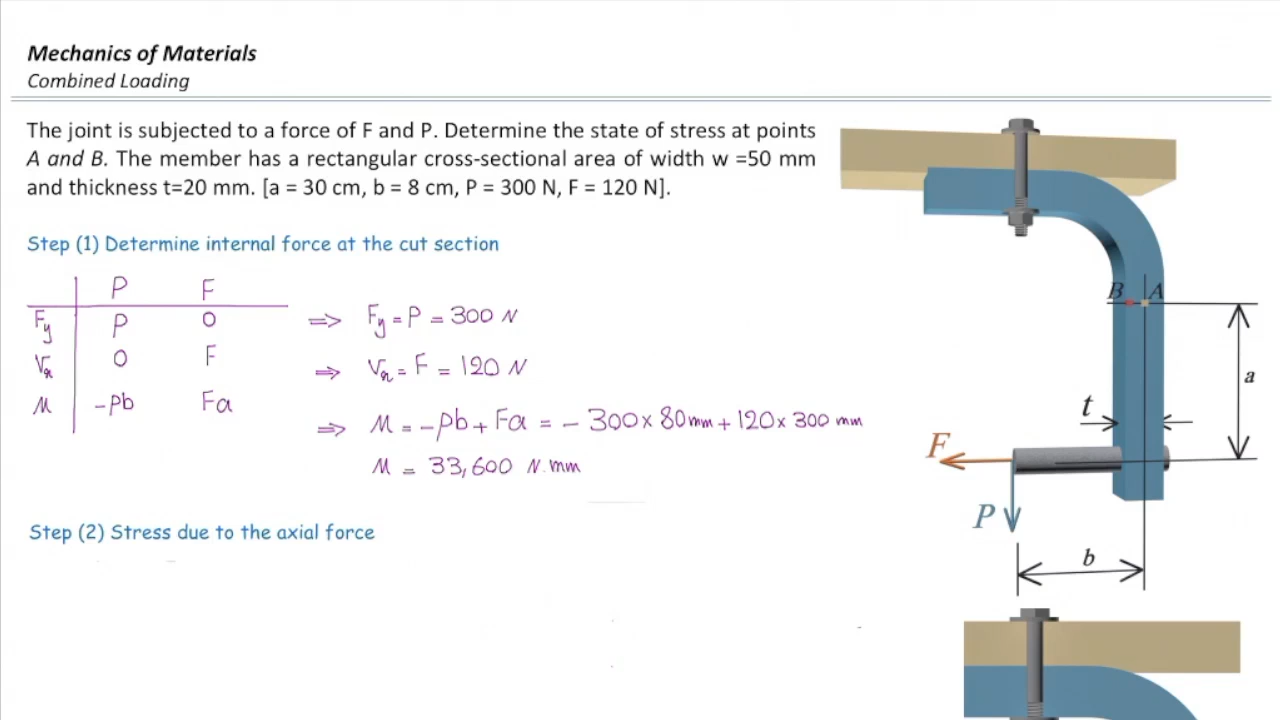 Mechanics of Materials
Combined Loading
The joint is subjected to a force of F and P. Determine the state of stress at points
A and B. The member has a rectangular cross-sectional area of width w =50 mm
and thickness t=20 mm. [a = 30 cm, b = 8 cm, P = 300 N, F = 120 N].
Step (1) Determine internal force at the cut section
P F
Fy P 0 ⇒ Fy = P = 300 N
Vx 0 F ⇒ Vx = F = 120 N
M -Pb Fa ⇒ M = -Pb + Fa = - 300 × 80mm + 120 × 300 mm
M = 33,600 N.mm
Step (2) Stress due to the axial force
B A
a
t
F
P
b